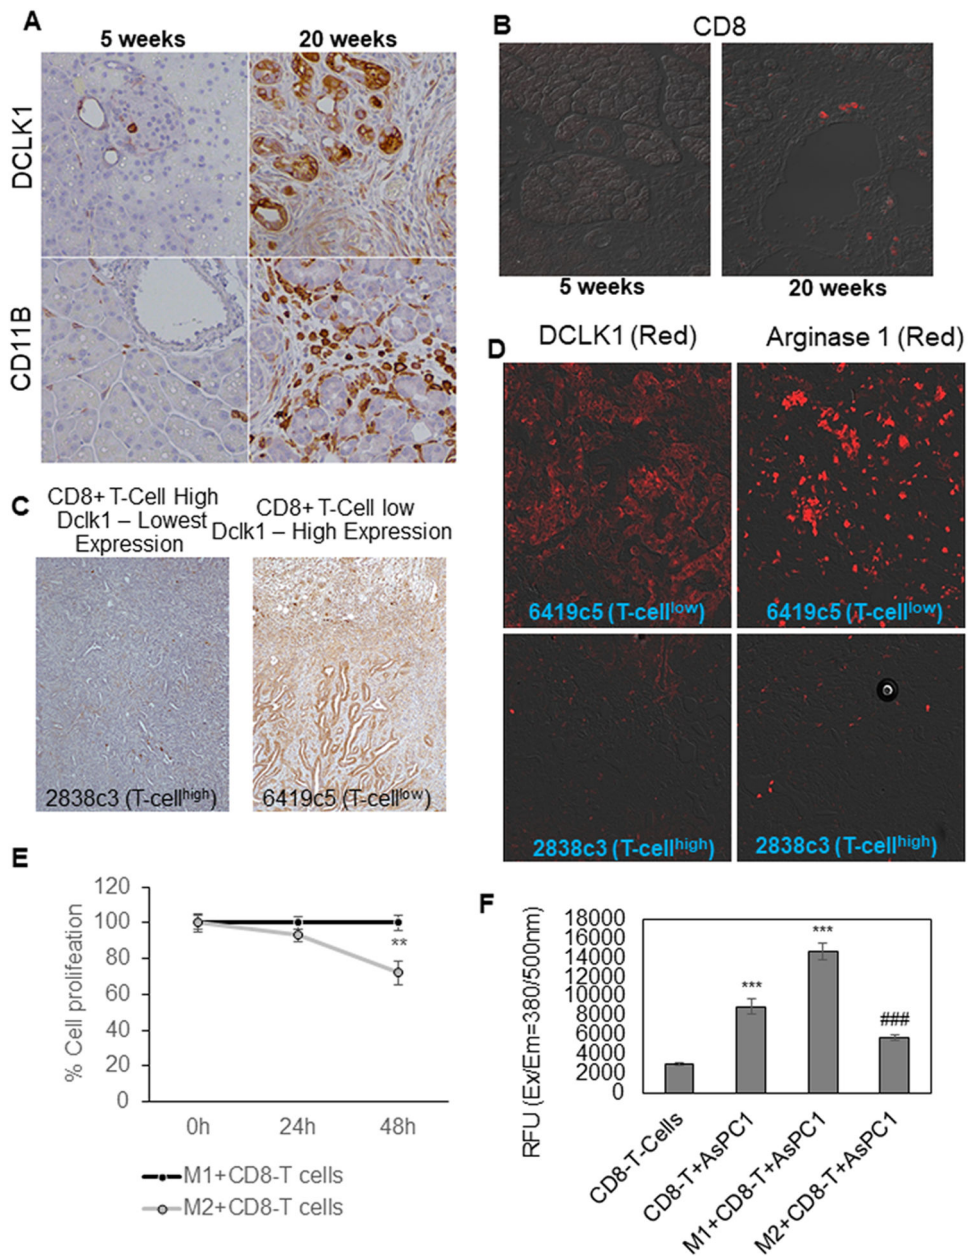 A
5 weeks
20 weeks
DCLK1
CD11B
B
CD8
5 weeks
20 weeks
C
CD8+ T-Cell High
Dclk1 – Lowest
Expression
CD8+ T-Cell low
Dclk1 – High Expression
2838c3 (T-cellhigh)
6419c5 (T-celllow)
D
DCLK1 (Red)
Arginase 1 (Red)
6419c5 (T-celllow)
6419c5 (T-celllow)
2838c3 (T-cellhigh)
2838c3 (T-cellhigh)
E
% Cell prolifeation
120
100
80
60
40
20
0
**
0h
24h
48h
M1+CD8-T cells
M2+CD8-T cells
F
RFU (Ex/Em=380/500nm)
18000
16000
14000
12000
10000
8000
6000
4000
2000
0
***
***
###
CD8-T-Cells
CD8-T+AsPC1
M1+CD8-T+AsPC1
M2+CD8-T+AsPC1